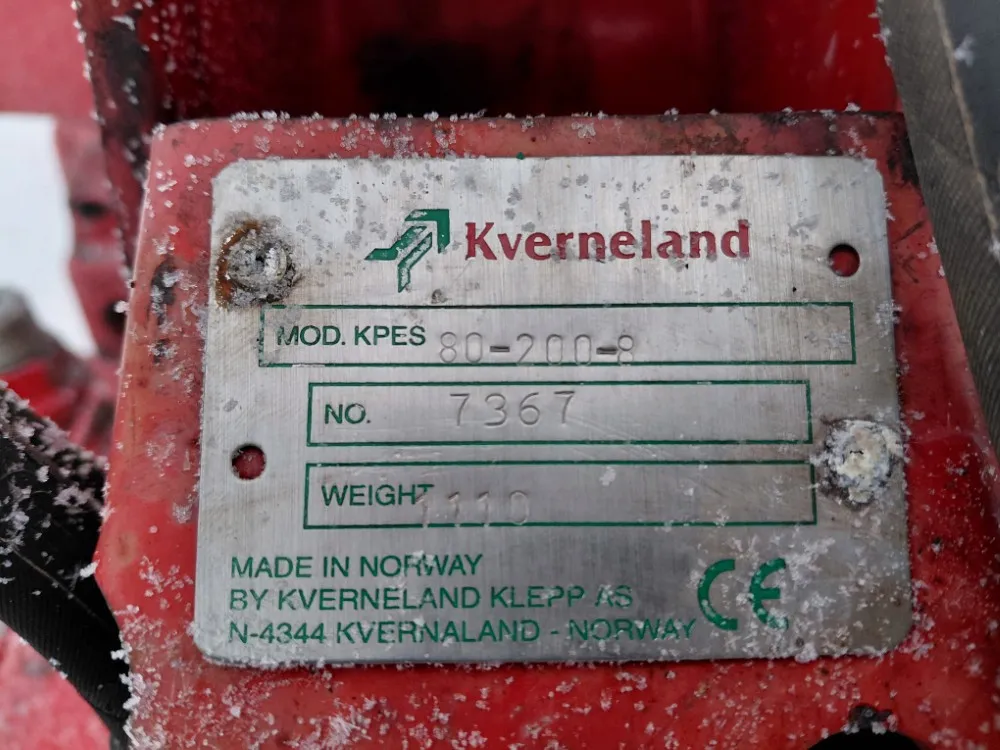 Kverneland
MOD. KPES 80-200-8
NO. 7367
WEIGHT 1110
MADE IN NORWAY
BY KVERNELAND KLEPP AS
N-4344 KVERNALAND - NORWAY
CE